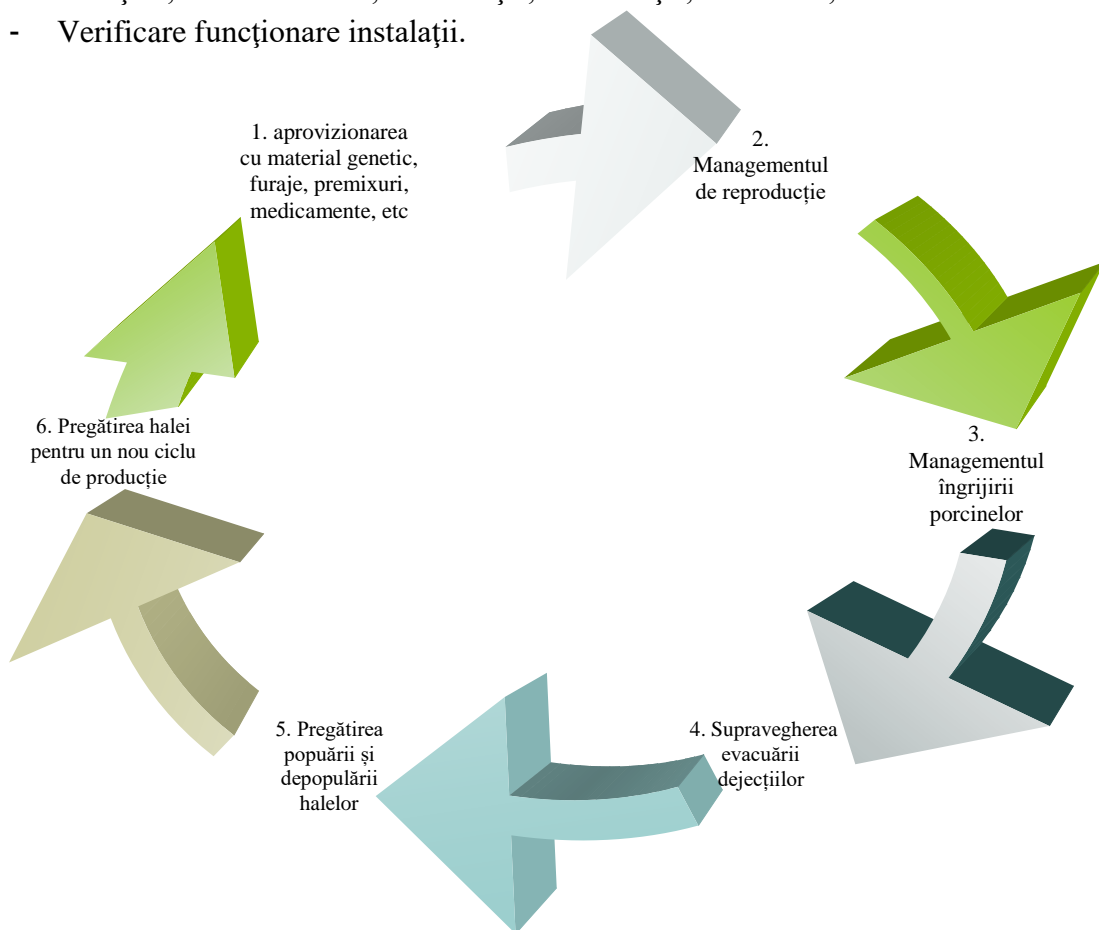 - Verificare funcţionare instalaţii.
1. aprovizionarea
cu material genetic,
furaje, premixuri,
medicamente, etc
2.
Managementul
de reproducție
3.
Managementul
îngrijirii
porcinelor
4. Supravegherea
evacuării
dejecțiilor
5. Pregătirea
popuării și
depopulării
halelor
6. Pregătirea halei
pentru un nou ciclu
de producție